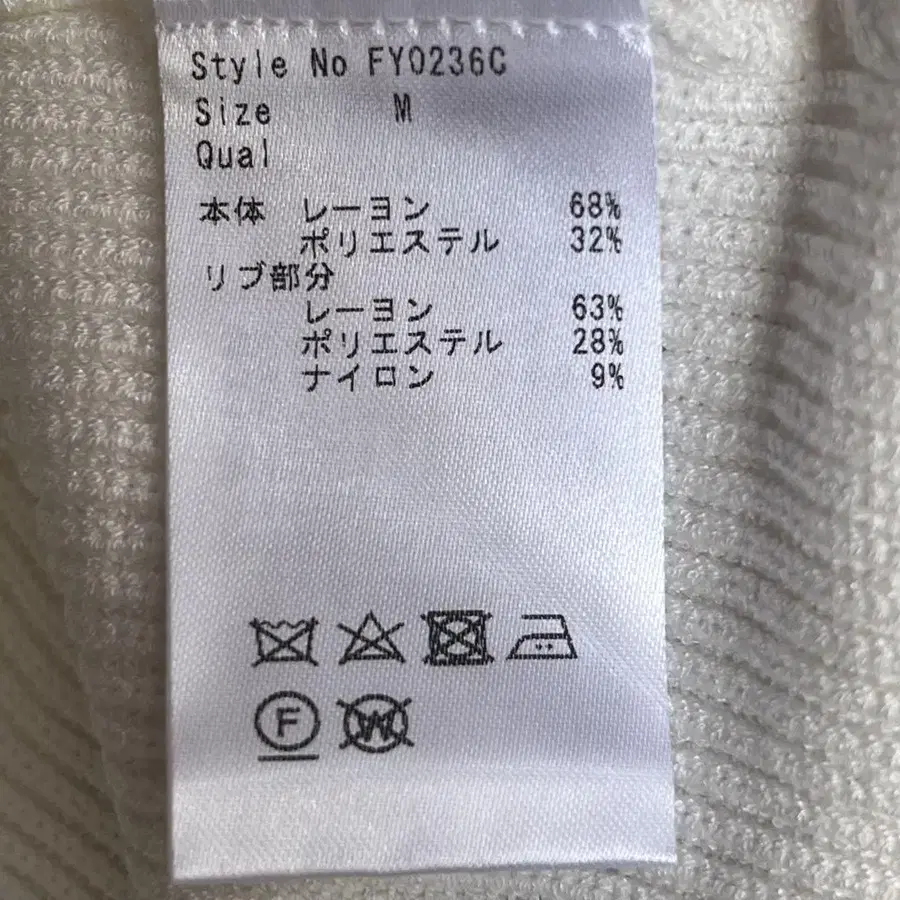 Style No FY0236C
Size M
Qual
本体 レーヨン 68%
ポリエステル 32%
リブ部分
レーヨン 63%
ポリエステル 28%
ナイロン 9%
F W